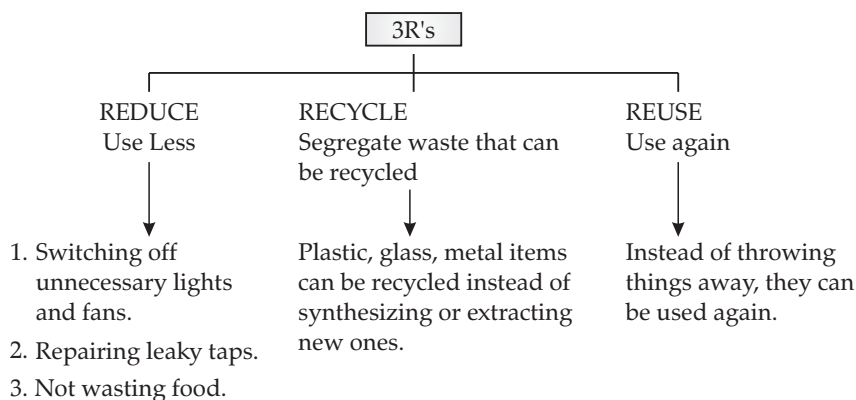 3R's
REDUCE
Use Less
1. Switching off
unnecessary lights
and fans.
2. Repairing leaky taps.
3. Not wasting food.
RECYCLE
Segregate waste that can
be recycled
Plastic, glass, metal items
can be recycled instead of
synthesizing or extracting
new ones.
REUSE
Use again
Instead of throwing
things away, they can
be used again.